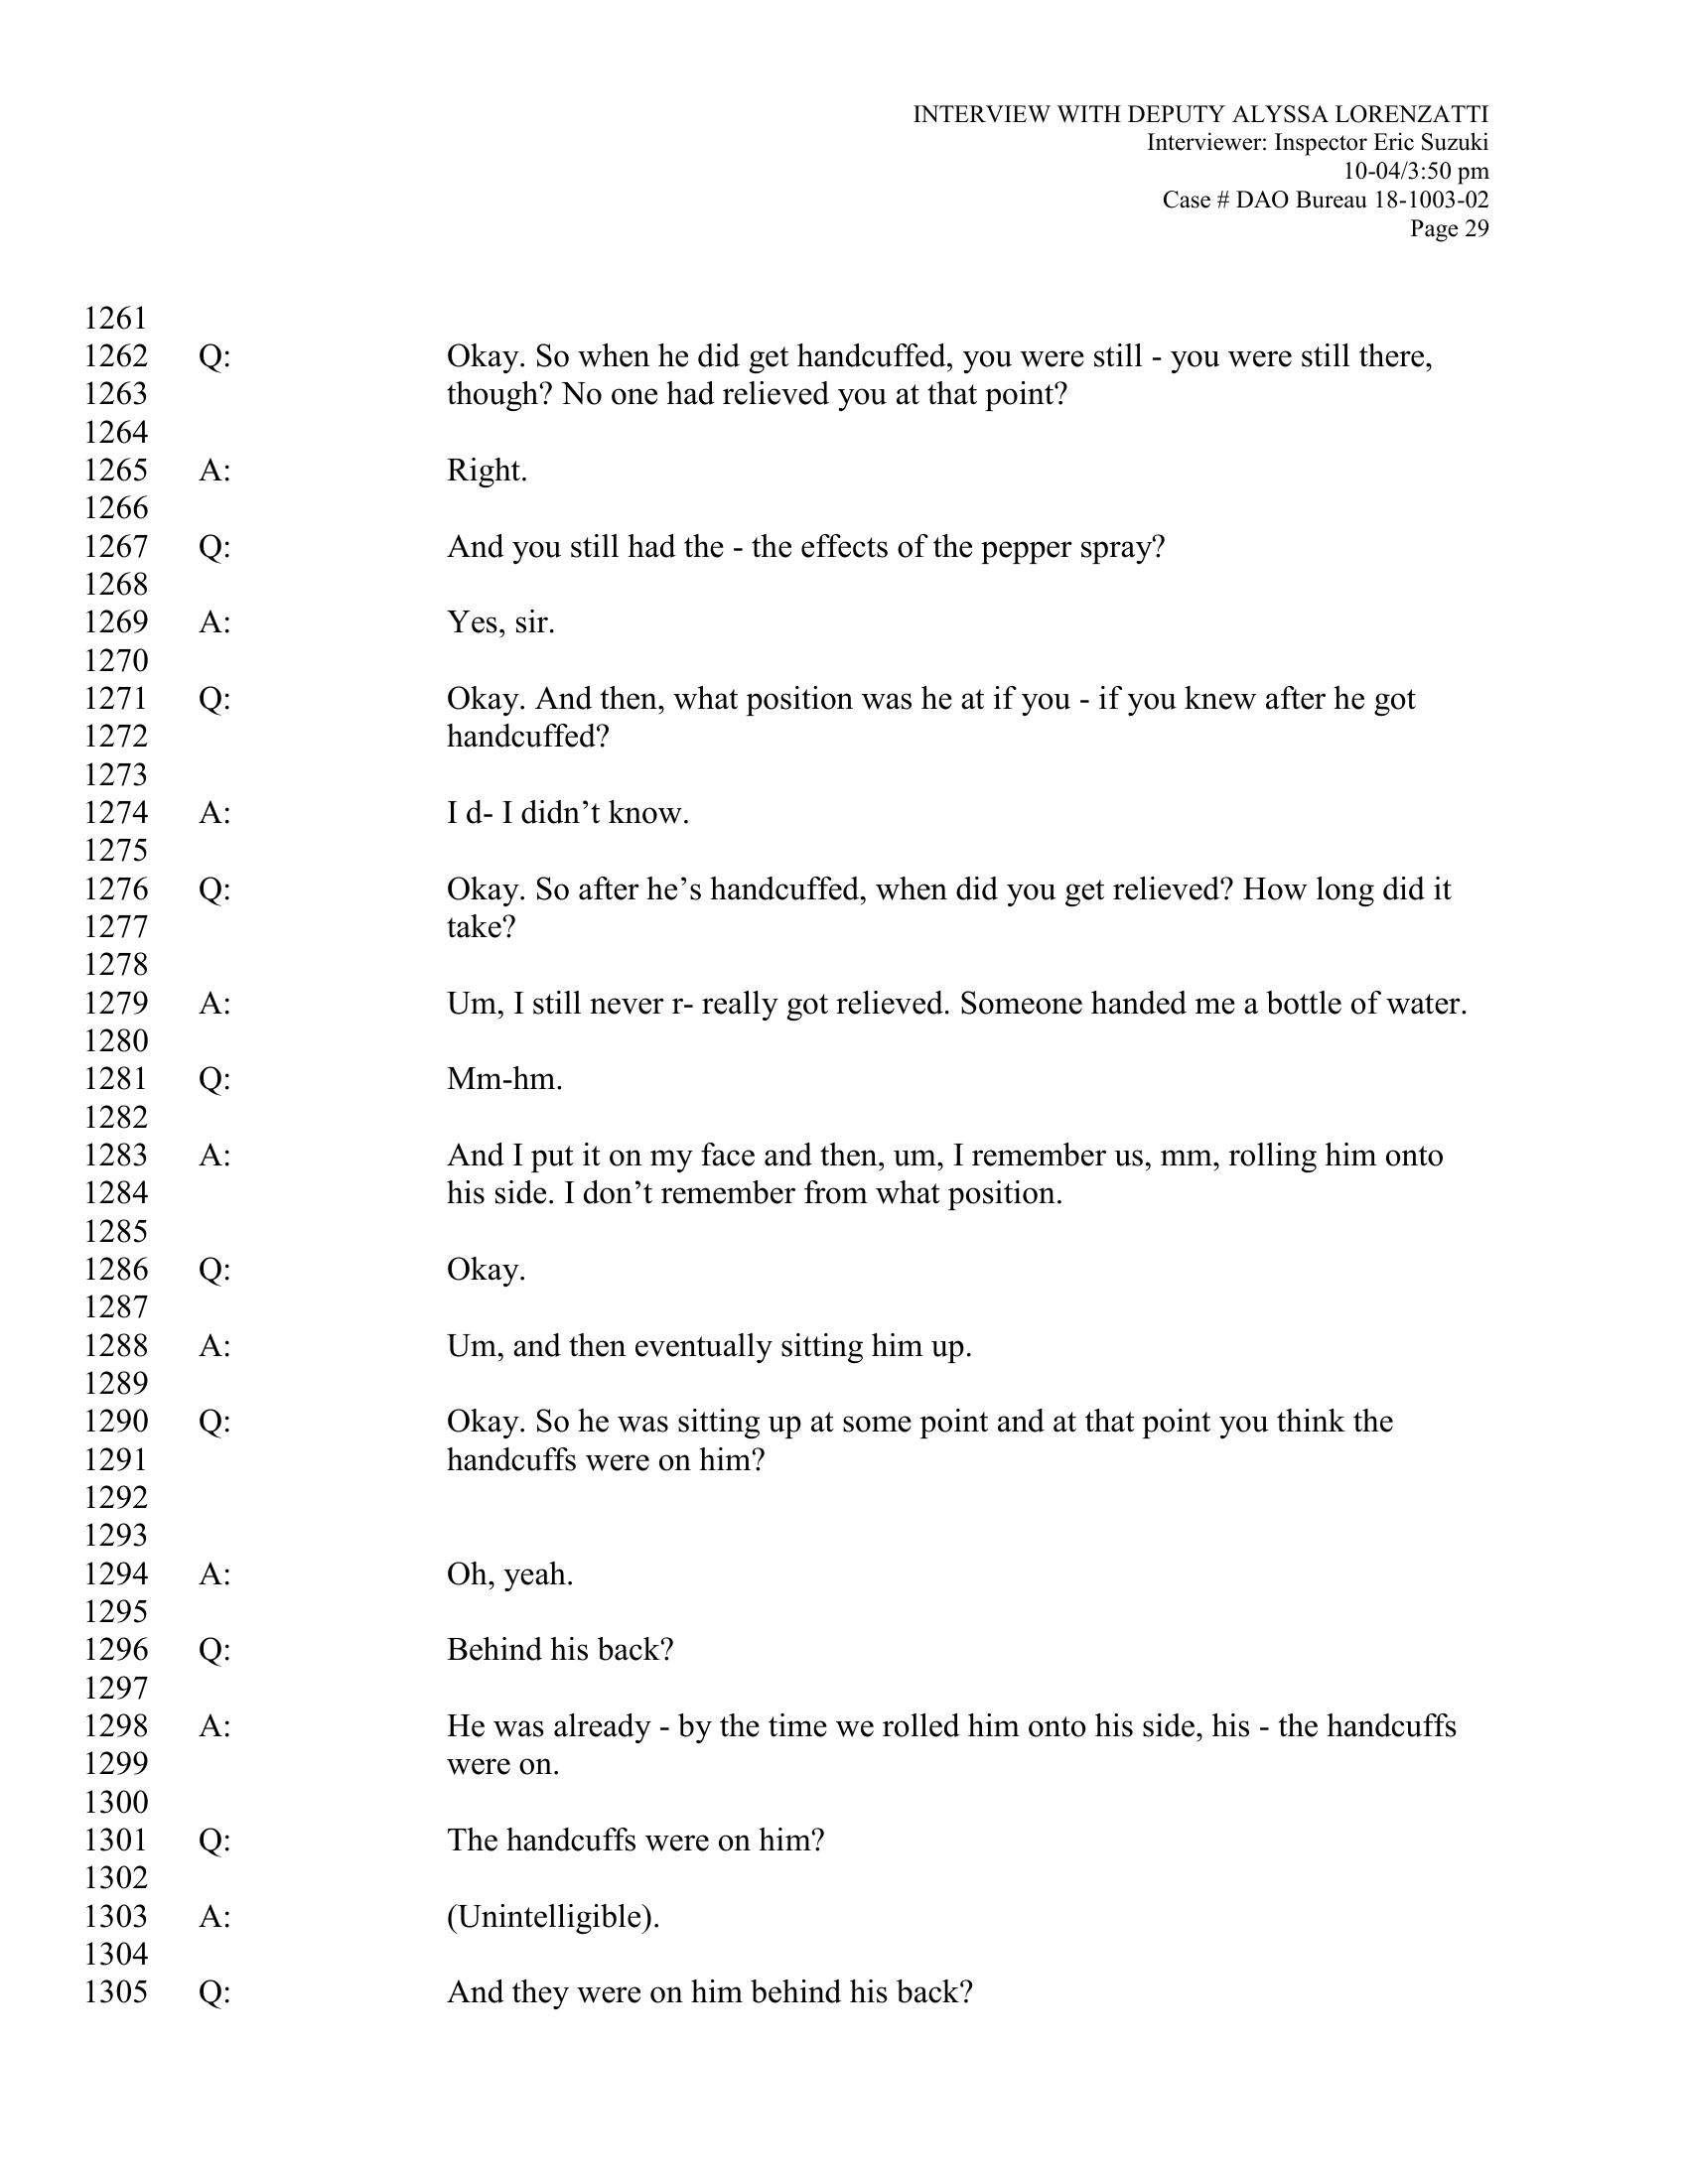 INTERVIEW WITH DEPUTY ALYSSA LORENZATTI
Interviewer: Inspector Eric Suzuki
10-04/3:50 pm
Case # DAO Bureau 18-1003-02
Page 29
1261
1262 Q: Okay. So when he did get handcuffed, you were still - you were still there,
1263 though? No one had relieved you at that point?
1264
1265 A: Right.
1266
1267 Q: And you still had the - the effects of the pepper spray?
1268
1269 A: Yes, sir.
1270
1271 Q: Okay. And then, what position was he at if you - if you knew after he got
1272 handcuffed?
1273
1274 A: I d- I didn’t know.
1275
1276 Q: Okay. So after he’s handcuffed, when did you get relieved? How long did it
1277 take?
1278
1279 A: Um, I still never r- really got relieved. Someone handed me a bottle of water.
1280
1281 Q: Mm-hm.
1282
1283 A: And I put it on my face and then, um, I remember us, mm, rolling him onto
1284 his side. I don’t remember from what position.
1285
1286 Q: Okay.
1287
1288 A: Um, and then eventually sitting him up.
1289
1290 Q: Okay. So he was sitting up at some point and at that point you think the
1291 handcuffs were on him?
1292
1293
1294 A: Oh, yeah.
1295
1296 Q: Behind his back?
1297
1298 A: He was already - by the time we rolled him onto his side, his - the handcuffs
1299 were on.
1300
1301 Q: The handcuffs were on him?
1302
1303 A: (Unintelligible).
1304
1305 Q: And they were on him behind his back?